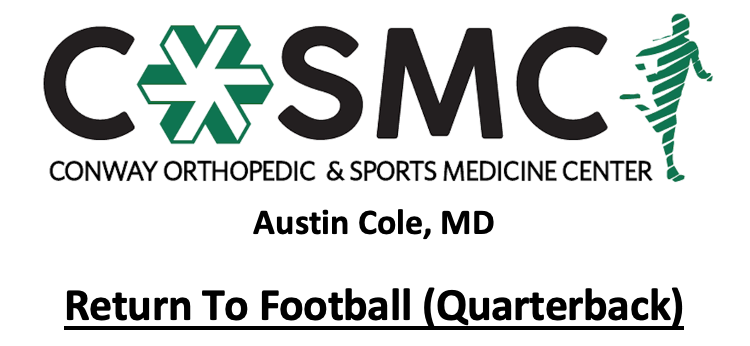 COSMC
CONWAY ORTHOPEDIC & SPORTS MEDICINE CENTER
Austin Cole, MD
Return To Football (Quarterback)